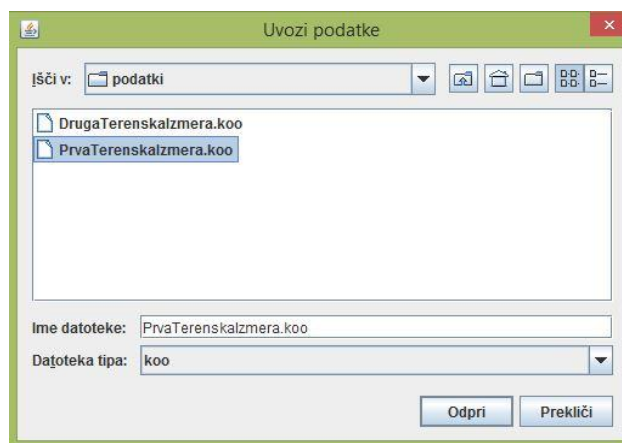 Uvozi podatke
Išči v: podatki
DrugaTerenskaIzmera.koo
PrvaTerenskaIzmera.koo
Ime datoteke: PrvaTerenskaIzmera.koo
Datoteka tipa: koo
Odpri Prekliči